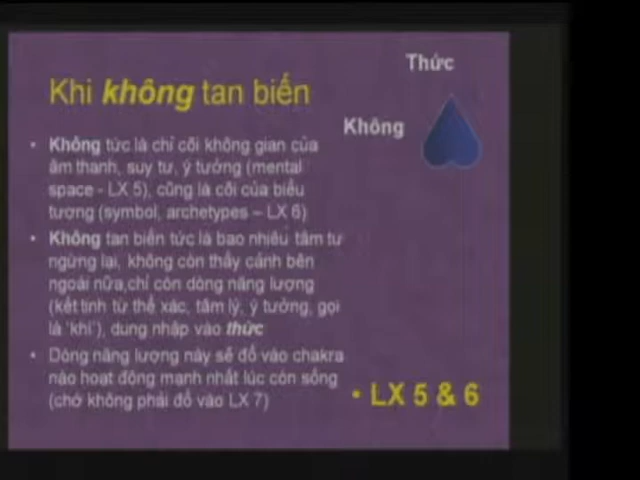 Thức
Khi không tan biến
Không
• Không tức là chỉ cõi không gian của
âm thanh, suy tư, ý tưởng (mental
space - LX 5), cũng là cõi của biểu
tượng (symbol, archetypes – LX 6)
• Không tan biến tức là bao nhiêu tâm tư
ngừng lại, không còn thấy cảnh bên
ngoài nữa,chỉ còn dòng năng lượng
(kết tinh từ thể xác, tâm lý, ý tưởng, gọi
là 'khí'), dung nhập vào thức
• Dòng năng lượng này sẽ đổ vào chakra
nào hoạt động mạnh nhất lúc còn sống
(chớ không phải đổ vào LX 7)
• LX 5 & 6